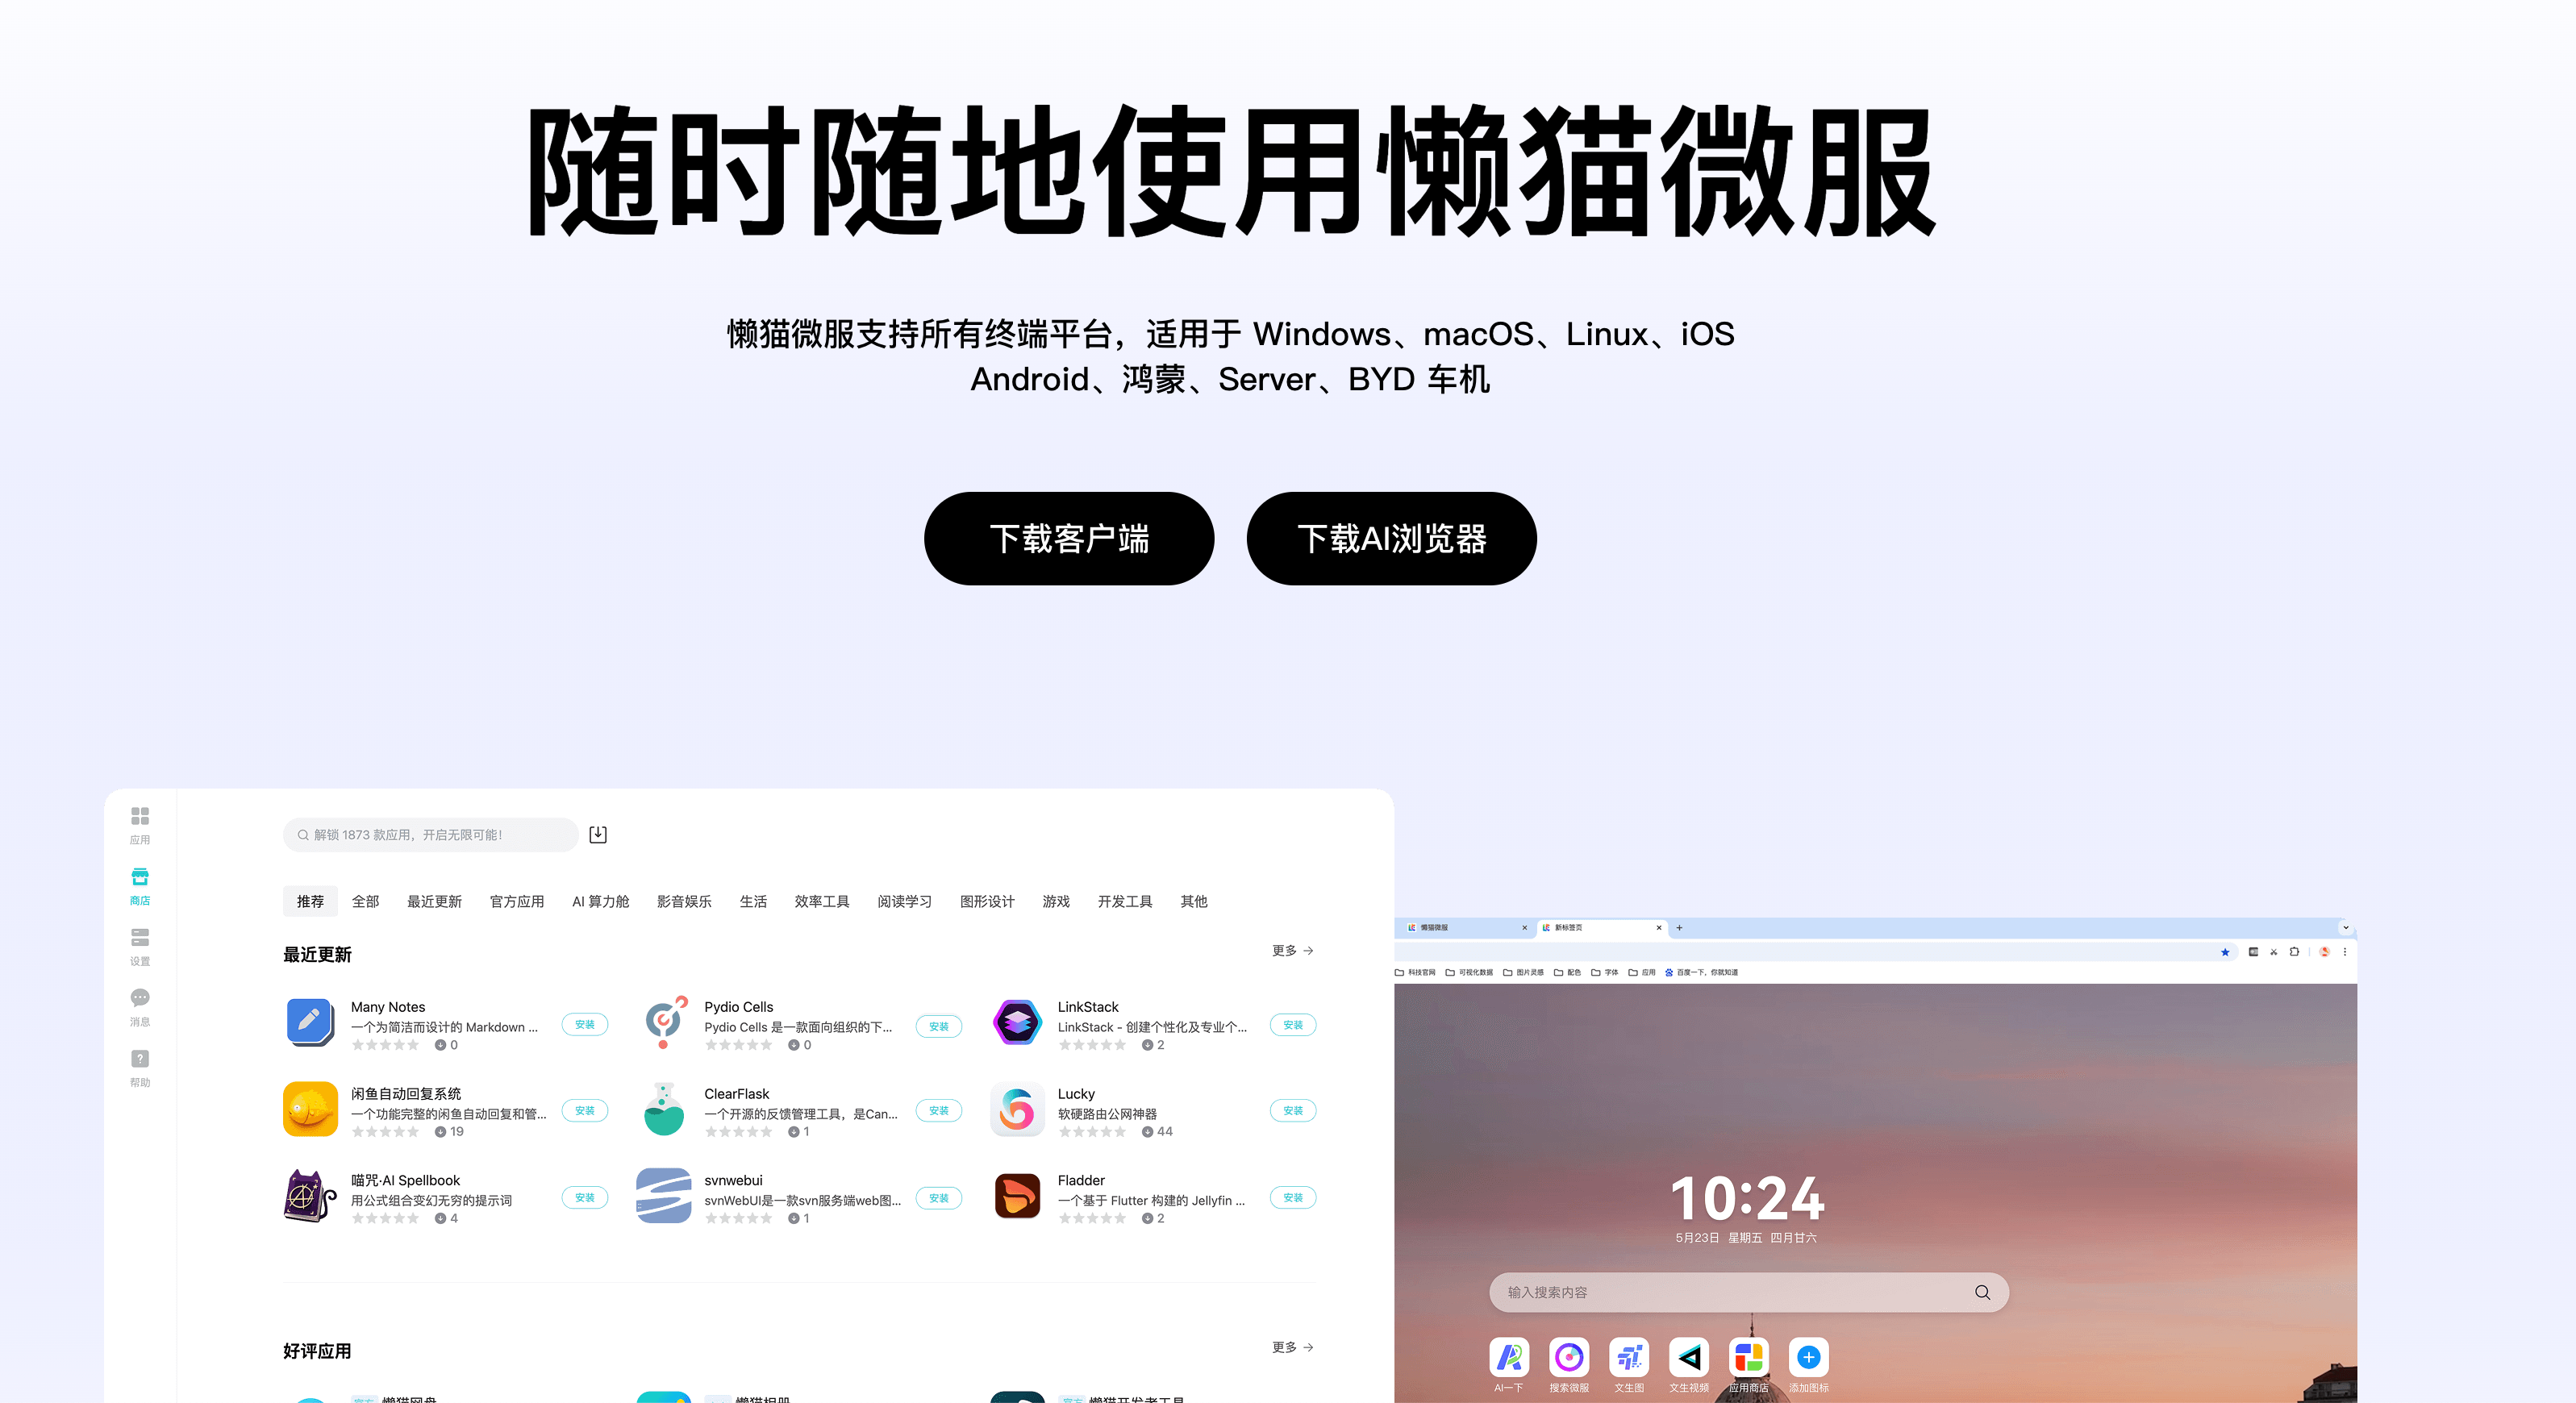 随时随地使用懒猫微服
懒猫微服支持所有终端平台，适用于 Windows、macOS、Linux、iOS
Android、鸿蒙、Server、BYD 车机
下载客户端
下载AI浏览器
应用
商店
设置
消息
帮助
解锁 1873 款应用，开启无限可能！
推荐 全部 最近更新 官方应用 AI 算力舱 影音娱乐 生活 效率工具 阅读学习 图形设计 游戏 开发工具 其他
最近更新
更多
Many Notes
一个为简洁而设计的 Markdown ...
0
安装
Pydio Cells
Pydio Cells 是一款面向组织的下...
0
安装
LinkStack
LinkStack - 创建个性化及专业个...
2
安装
闲鱼自动回复系统
一个功能完整的闲鱼自动回复和管...
19
安装
ClearFlask
一个开源的反馈管理工具，是Can...
1
安装
Lucky
软硬路由公网神器
44
安装
喵咒·AI Spellbook
用公式组合变幻无穷的提示词
4
安装
svnwebui
svnWebUI是一款svn服务端web图...
1
安装
Fladder
一个基于 Flutter 构建的 Jellyfin ...
2
安装
好评应用
更多
官方 懒猫网盘
懒猫相册
官方 懒猫开发者工具
懒猫微服
新标签页
科技官网 可视化数据 图片灵感 配色 字体 应用 百度一下，你就知道
10:24
5月23日 星期五 四月廿六
输入搜索内容
AI一下 搜索微服 文生图 文生视频 应用商店 添加图标